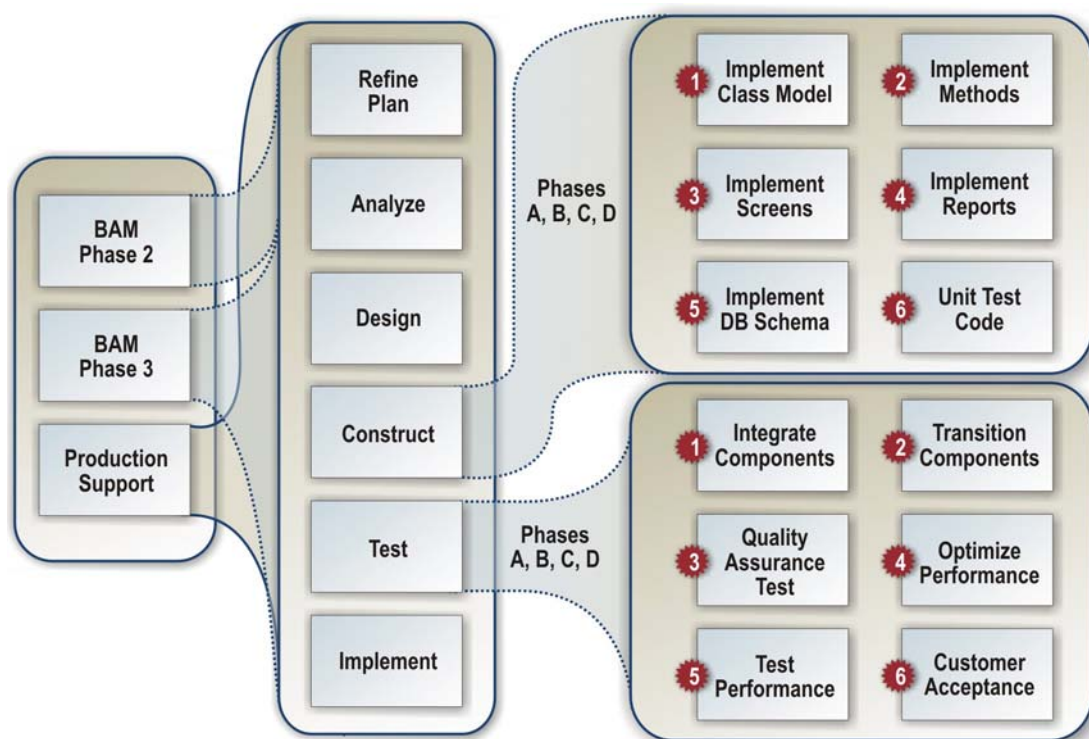 BAM
Phase 2
BAM
Phase 3
Production
Support
Refine
Plan
Analyze
Design
Construct
Test
Implement
Phases
A, B, C, D
Phases
A, B, C, D
1
Implement
Class Model
2
Implement
Methods
3
Implement
Screens
4
Implement
Reports
5
Implement
DB Schema
6
Unit Test
Code
1
Integrate
Components
2
Transition
Components
3
Quality
Assurance
Test
4
Optimize
Performance
5
Test
Performance
6
Customer
Acceptance